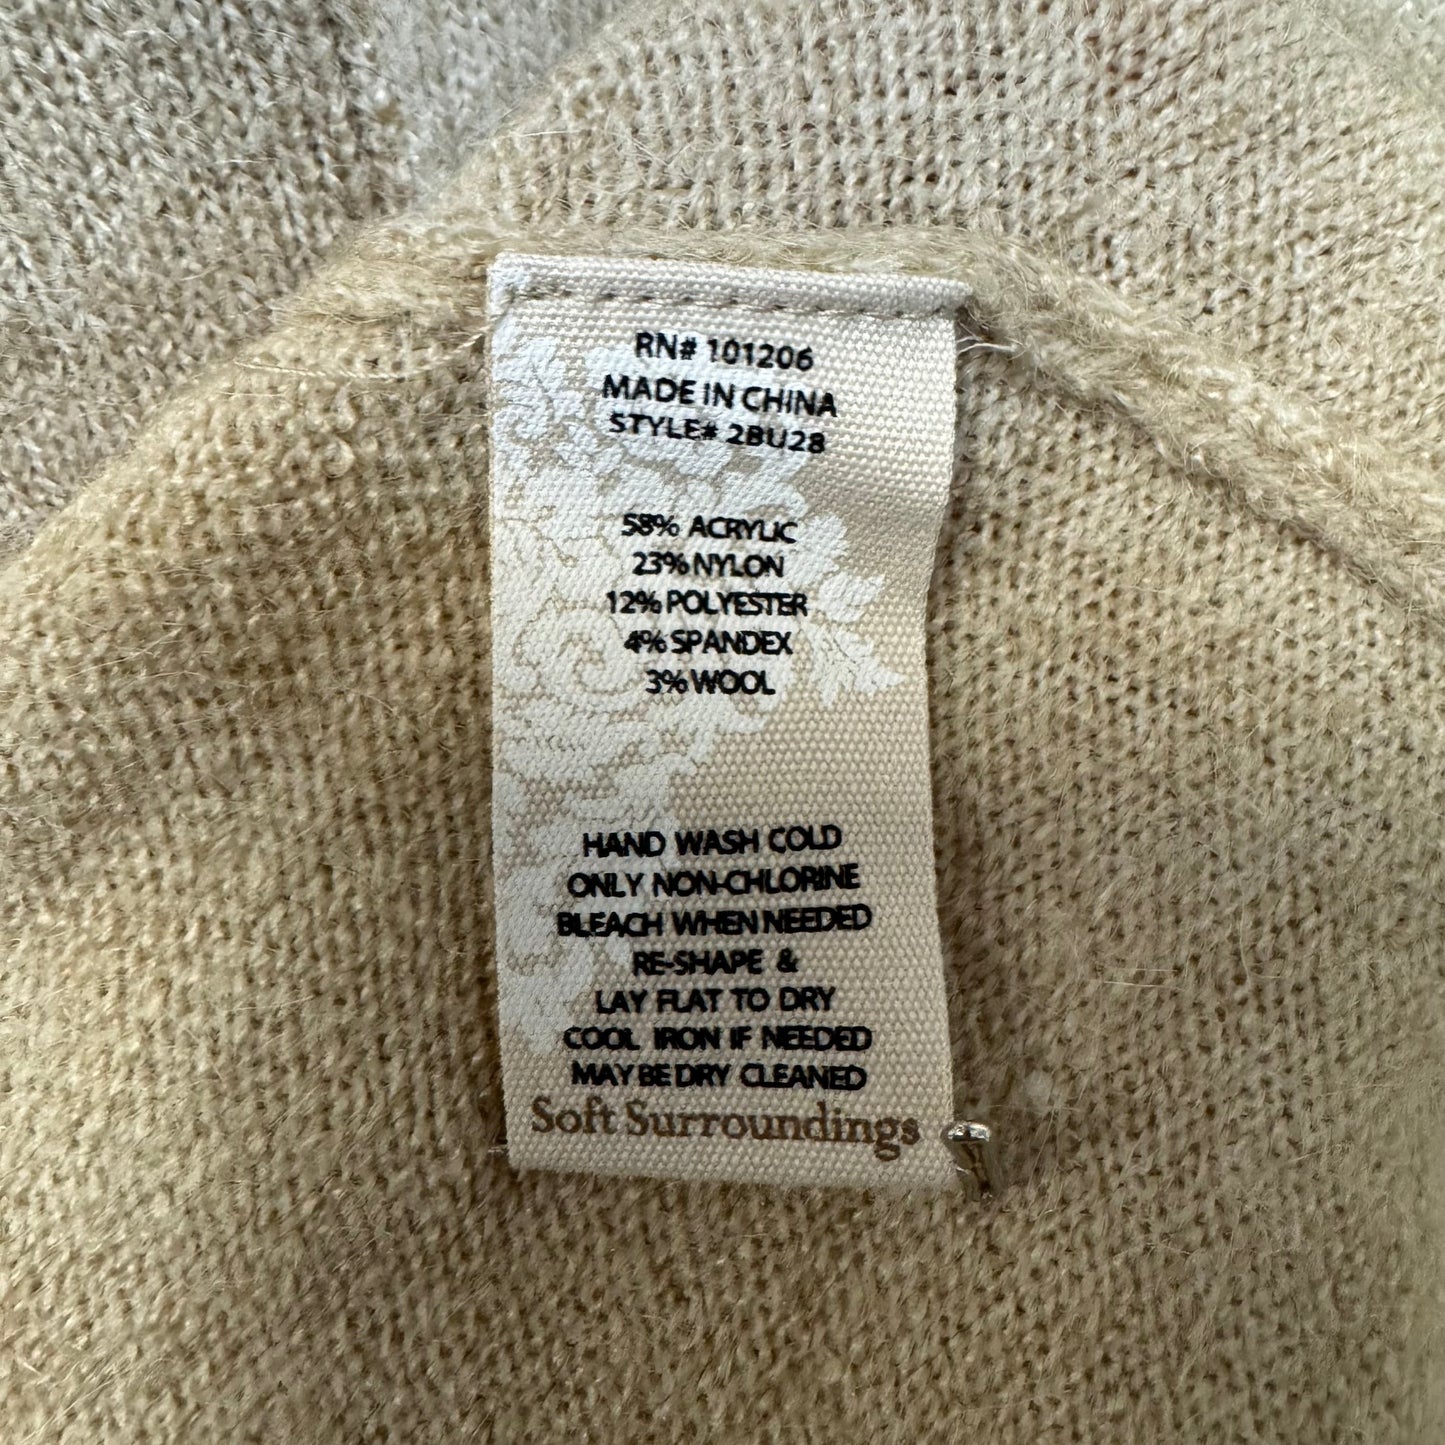 RN# 101206
MADE IN CHINA
STYLE# 2BU28
58% ACRYLIC
23% NYLON
12% POLYESTER
4% SPANDEX
3% WOOL
HAND WASH COLD
ONLY NON-CHLORINE
BLEACH WHEN NEEDED
RE-SHAPE &
LAY FLAT TO DRY
COOL IRON IF NEEDED
MAY BE DRY CLEANED
Soft Surroundings